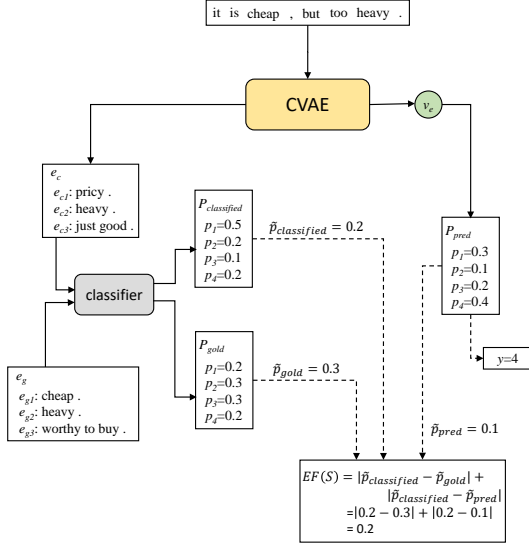 it is cheap , but too heavy .
CVAE
v_e
e_c
e_c1: pricy .
e_c2: heavy .
e_c3: just good .
P_classified
p_1=0.5
p_2=0.2
p_3=0.1
p_4=0.2
p̃_classified = 0.2
P_pred
p_1=0.3
p_2=0.1
p_3=0.2
p_4=0.4
classifier
y=4
P_gold
p_1=0.2
p_2=0.3
p_3=0.3
p_4=0.2
p̃_gold = 0.3
e_g
e_g1: cheap .
e_g2: heavy .
e_g3: worthy to buy .
p̃_pred = 0.1
EF(S) = |p̃_classified − p̃_gold| +
|p̃_classified − p̃_pred|
=|0.2 − 0.3| + |0.2 − 0.1|
= 0.2